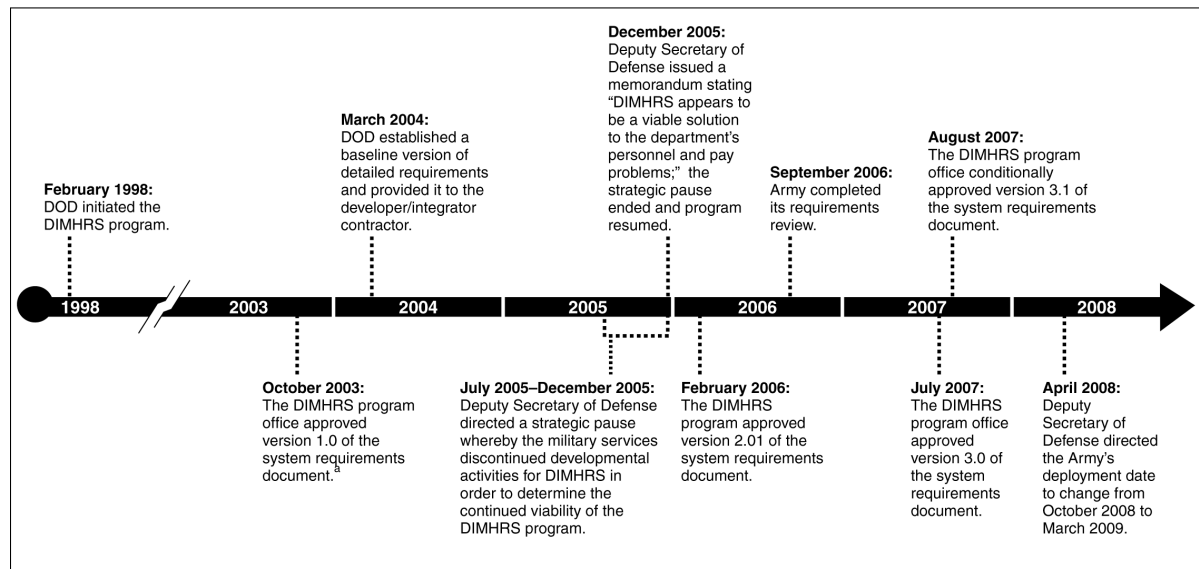 February 1998:
DOD initiated the
DIMHRS program.
March 2004:
DOD established a
baseline version of
detailed requirements
and provided it to the
developer/integrator
contractor.
December 2005:
Deputy Secretary of
Defense issued a
memorandum stating
“DIMHRS appears to
be a viable solution
to the department’s
personnel and pay
problems;” the
strategic pause
ended and program
resumed.
September 2006:
Army completed
its requirements
review.
August 2007:
The DIMHRS program
office conditionally
approved version 3.1 of
the system requirements
document.
1998
2003
2004
2005
2006
2007
2008
October 2003:
The DIMHRS program
office approved
version 1.0 of the
system requirements
document.a
July 2005–December 2005:
Deputy Secretary of Defense
directed a strategic pause
whereby the military services
discontinued developmental
activities for DIMHRS in
order to determine the
continued viability of the
DIMHRS program.
February 2006:
The DIMHRS
program approved
version 2.01 of the
system requirements
document.
July 2007:
The DIMHRS
program office
approved
version 3.0 of
the system
requirements
document.
April 2008:
Deputy
Secretary of
Defense directed
the Army’s
deployment date
to change from
October 2008 to
March 2009.